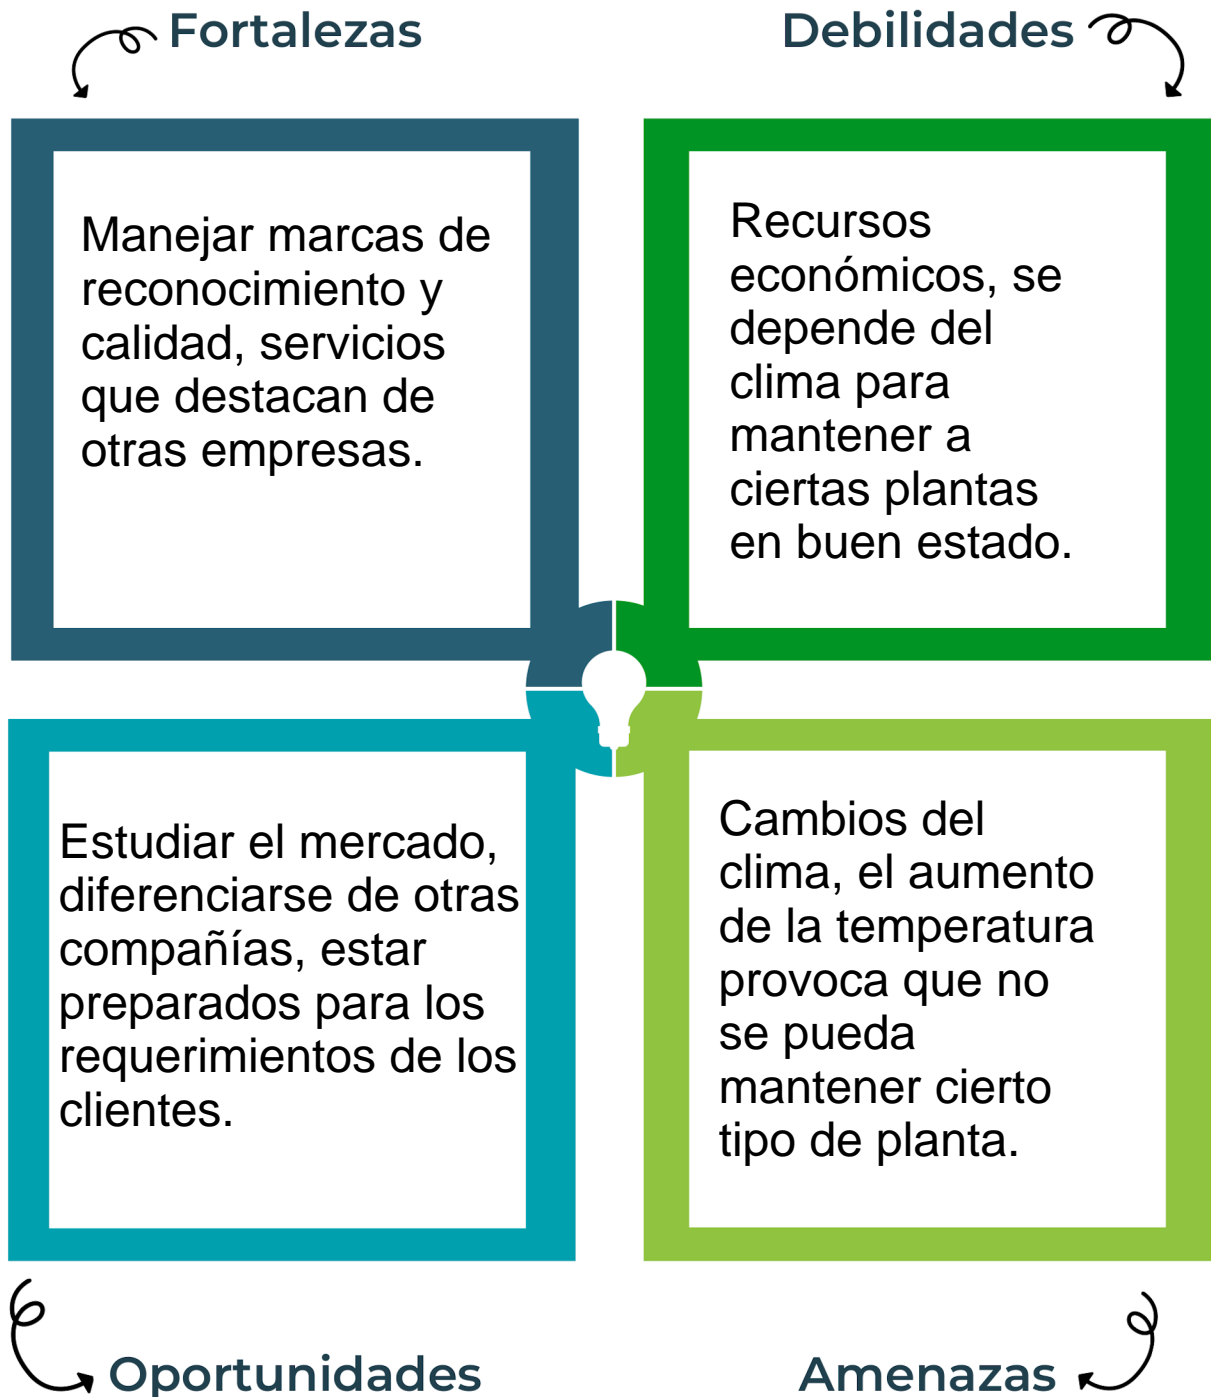 Fortalezas
Manejar marcas de
reconocimiento y
calidad, servicios
que destacan de
otras empresas.
Debilidades
Recursos
económicos, se
depende del
clima para
mantener a
ciertas plantas
en buen estado.
Estudiar el mercado,
diferenciarse de otras
compañías, estar
preparados para los
requerimientos de los
clientes.
Oportunidades
Cambios del
clima, el aumento
de la temperatura
provoca que no
se pueda
mantener cierto
tipo de planta.
Amenazas